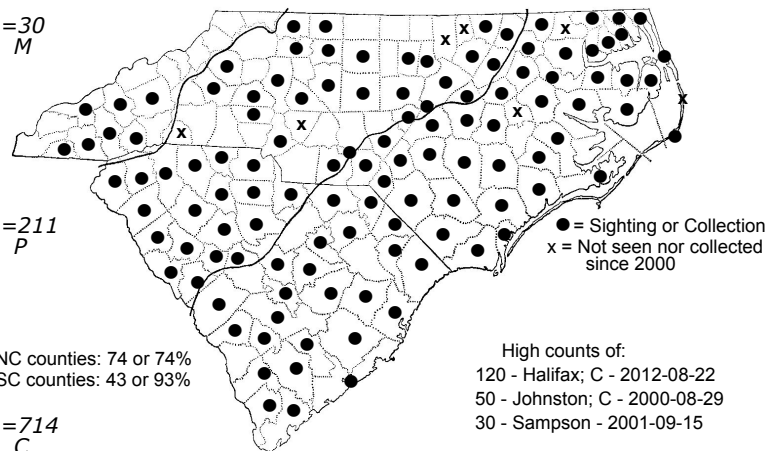 =30
M
=211
P
=714
C
x x x x x x x x
● = Sighting or Collection
x = Not seen nor collected
since 2000
NC counties: 74 or 74%
SC counties: 43 or 93%
High counts of:
120 - Halifax; C - 2012-08-22
50 - Johnston; C - 2000-08-29
30 - Sampson - 2001-09-15